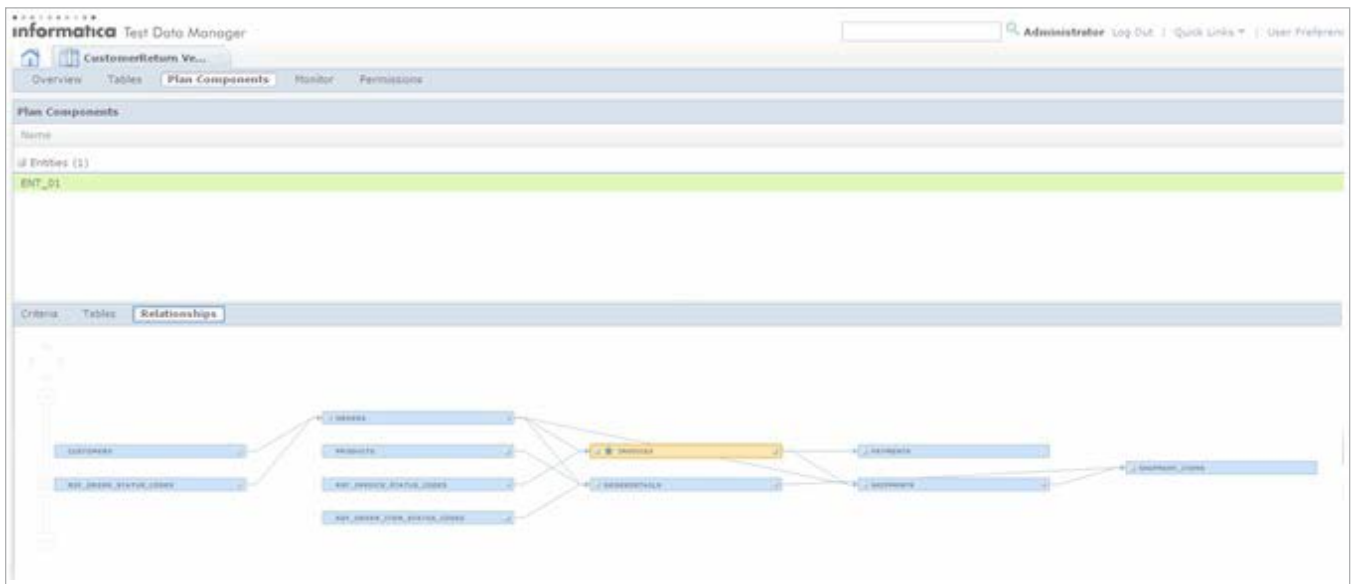 informatica Test Data Manager
Administrator Log Out | Quick Links | User Preferenc
CustomerReturn Ve...
Overview Tables Plan Components Monitor Permissions
Plan Components
Name
Entities (1)
ENT_01
Criteria Tables Relationships
ORDERS
CUSTOMERS PRODUCTS INVOICES PAYMENTS
SHIPMENT_ITEMS
REF_ORDER_STATUS_CODES REF_INVOICE_STATUS_CODES ORDERDETAILS SHIPMENTS
REF_ORDER_ITEM_STATUS_CODES